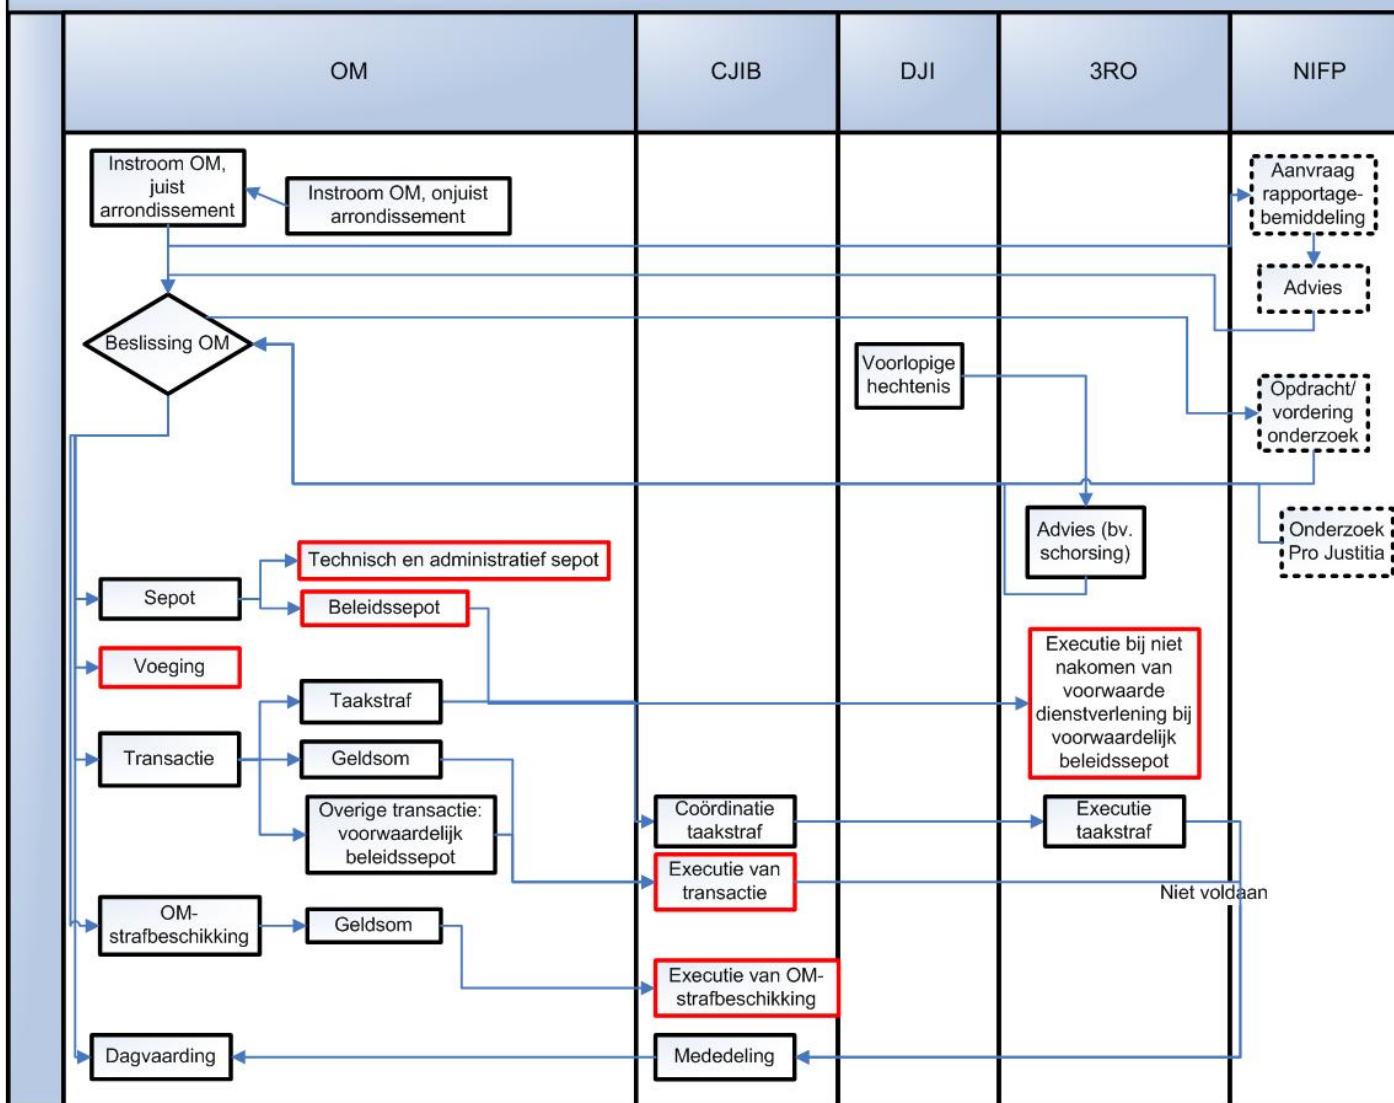 OM
CJIB
DJI
3RO
NIFP
Instroom OM,
juist
arrondissement
Instroom OM, onjuist
arrondissement
Aanvraag
rapportage-
bemiddeling
Advies
Beslissing OM
Voorlopige
hechtenis
Opdracht/
vordering
onderzoek
Advies (bv.
schorsing)
Onderzoek
Pro Justitia
Technisch en administratief sepot
Sepot
Beleidssepot
Voeging
Executie bij niet
nakomen van
voorwaarde
dienstverlening bij
voorwaardelijk
beleidssepot
Taakstraf
Transactie
Geldsom
Overige transactie:
voorwaardelijk
beleidssepot
Coördinatie
taakstraf
Executie
taakstraf
Executie van
transactie
Niet voldaan
OM-
strafbeschikking
Geldsom
Executie van OM-
strafbeschikking
Dagvaarding
Mededeling